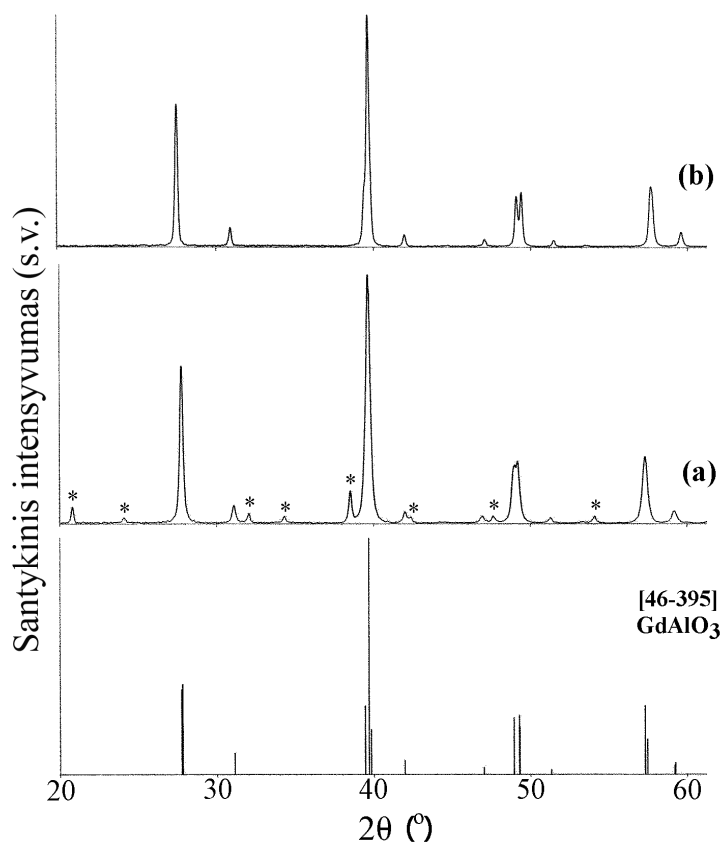 Santykinis intensyvumas (s.v.)
(b)
(a)
* * * * * * * *
[46-395]
GdAlO3
20 30 40 50 60
2θ (º)